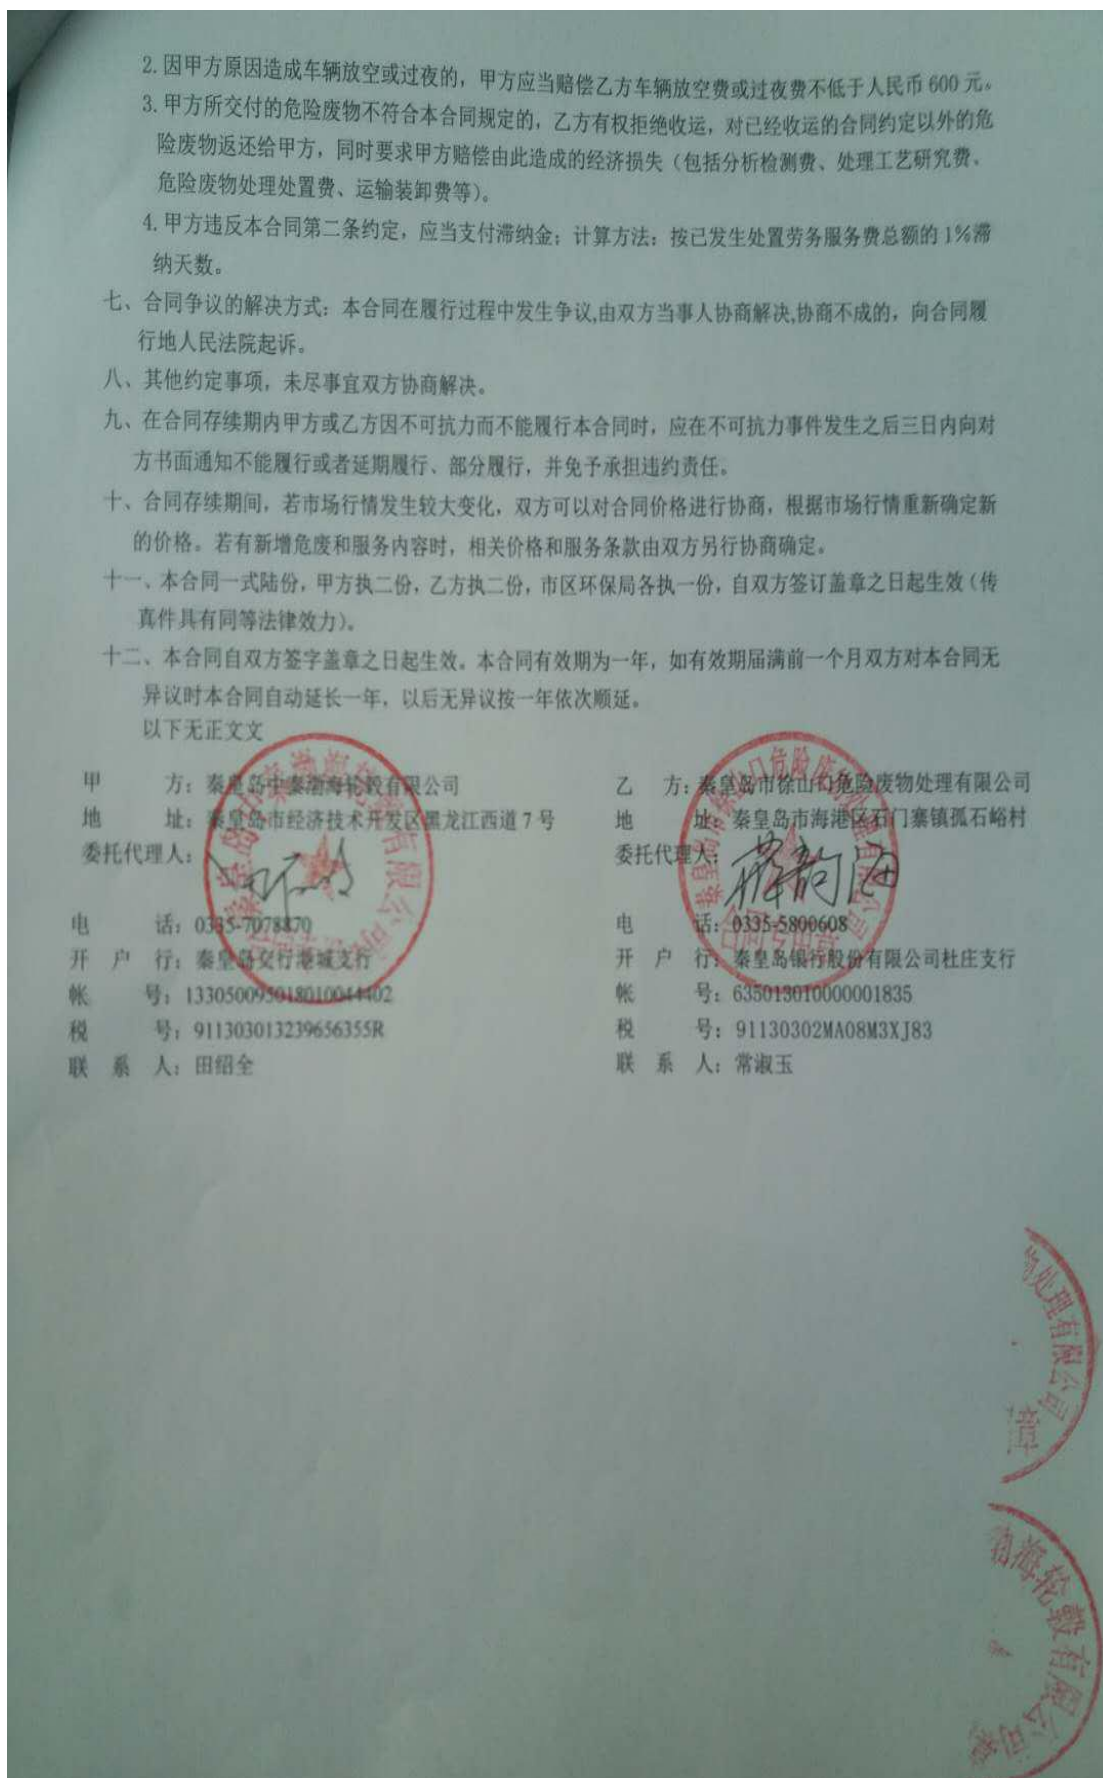 2.因甲方原因造成车辆放空或过夜的，甲方应当赔偿乙方车辆放空费或过夜费不低于人民币600元。
3.甲方所交付的危险废物不符合本合同规定的，乙方有权拒绝收运，对已经收运的合同约定以外的危
险废物返还给甲方，同时要求甲方赔偿由此造成的经济损失（包括分析检测费、处理工艺研究费、
危险废物处理处置费、运输装卸费等）。
4.甲方违反本合同第二条约定，应当支付滞纳金；计算方法：按已发生处置劳务服务费总额的1%滞
纳天数。
七、合同争议的解决方式：本合同在履行过程中发生争议,由双方当事人协商解决,协商不成的，向合同履
行地人民法院起诉。
八、其他约定事项，未尽事宜双方协商解决。
九、在合同存续期内甲方或乙方因不可抗力而不能履行本合同时，应在不可抗力事件发生之后三日内向对
方书面通知不能履行或者延期履行、部分履行，并免予承担违约责任。
十、合同存续期间，若市场行情发生较大变化，双方可以对合同价格进行协商，根据市场行情重新确定新
的价格。若有新增危废和服务内容时，相关价格和服务条款由双方另行协商确定。
十一、本合同一式陆份，甲方执二份，乙方执二份，市区环保局各执一份，自双方签订盖章之日起生效（传
真件具有同等法律效力）。
十二、本合同自双方签字盖章之日起生效。本合同有效期为一年，如有效期届满前一个月双方对本合同无
异议时本合同自动延长一年，以后无异议按一年依次顺延。
以下无正文文
甲 方：秦皇岛中秦渤海轮毂有限公司
地 址：秦皇岛市经济技术开发区黑龙江西道7号
委托代理人：
电 话：0335-7078870
开 户 行：秦皇岛交行港城支行
帐 号：133050095018010044402
税 号：911303013239656355R
联 系 人：田绍全
乙 方：秦皇岛市徐山口危险废物处理有限公司
地 址：秦皇岛市海港区石门寨镇孤石峪村
委托代理人：
电 话：0335-5800608
开 户 行：秦皇岛银行股份有限公司杜庄支行
帐 号：635013010000001835
税 号：91130302MA08M3XJ83
联 系 人：常淑玉
物处理有限公司
章
渤海轮毂有限公司